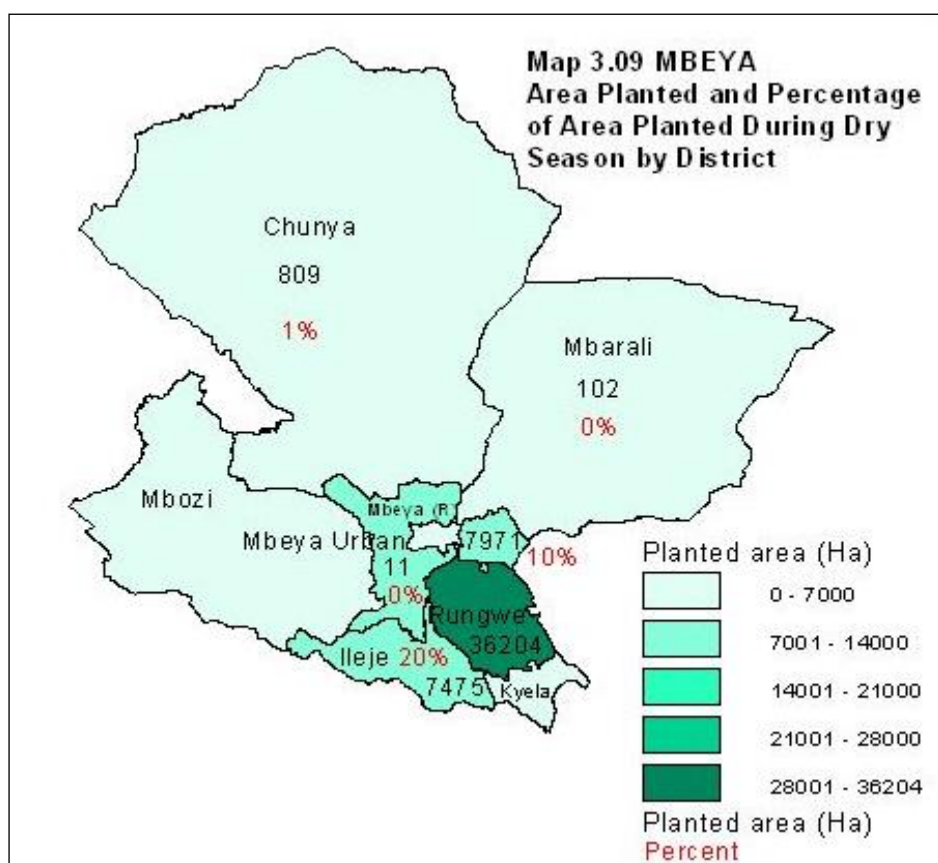 Map 3.09 MBEYA
Area Planted and Percentage
of Area Planted During Dry
Season by District
Chunya
809
1%
Mbarali
102
0%
Mbozi
Mbeya (R)
Mbeya Urban
7971
10%
11
0%
Rungwe
36204
Ileje 20%
7475
Kyela
Planted area (Ha)
0 - 7000
7001 - 14000
14001 - 21000
21001 - 28000
28001 - 36204
Planted area (Ha)
Percent